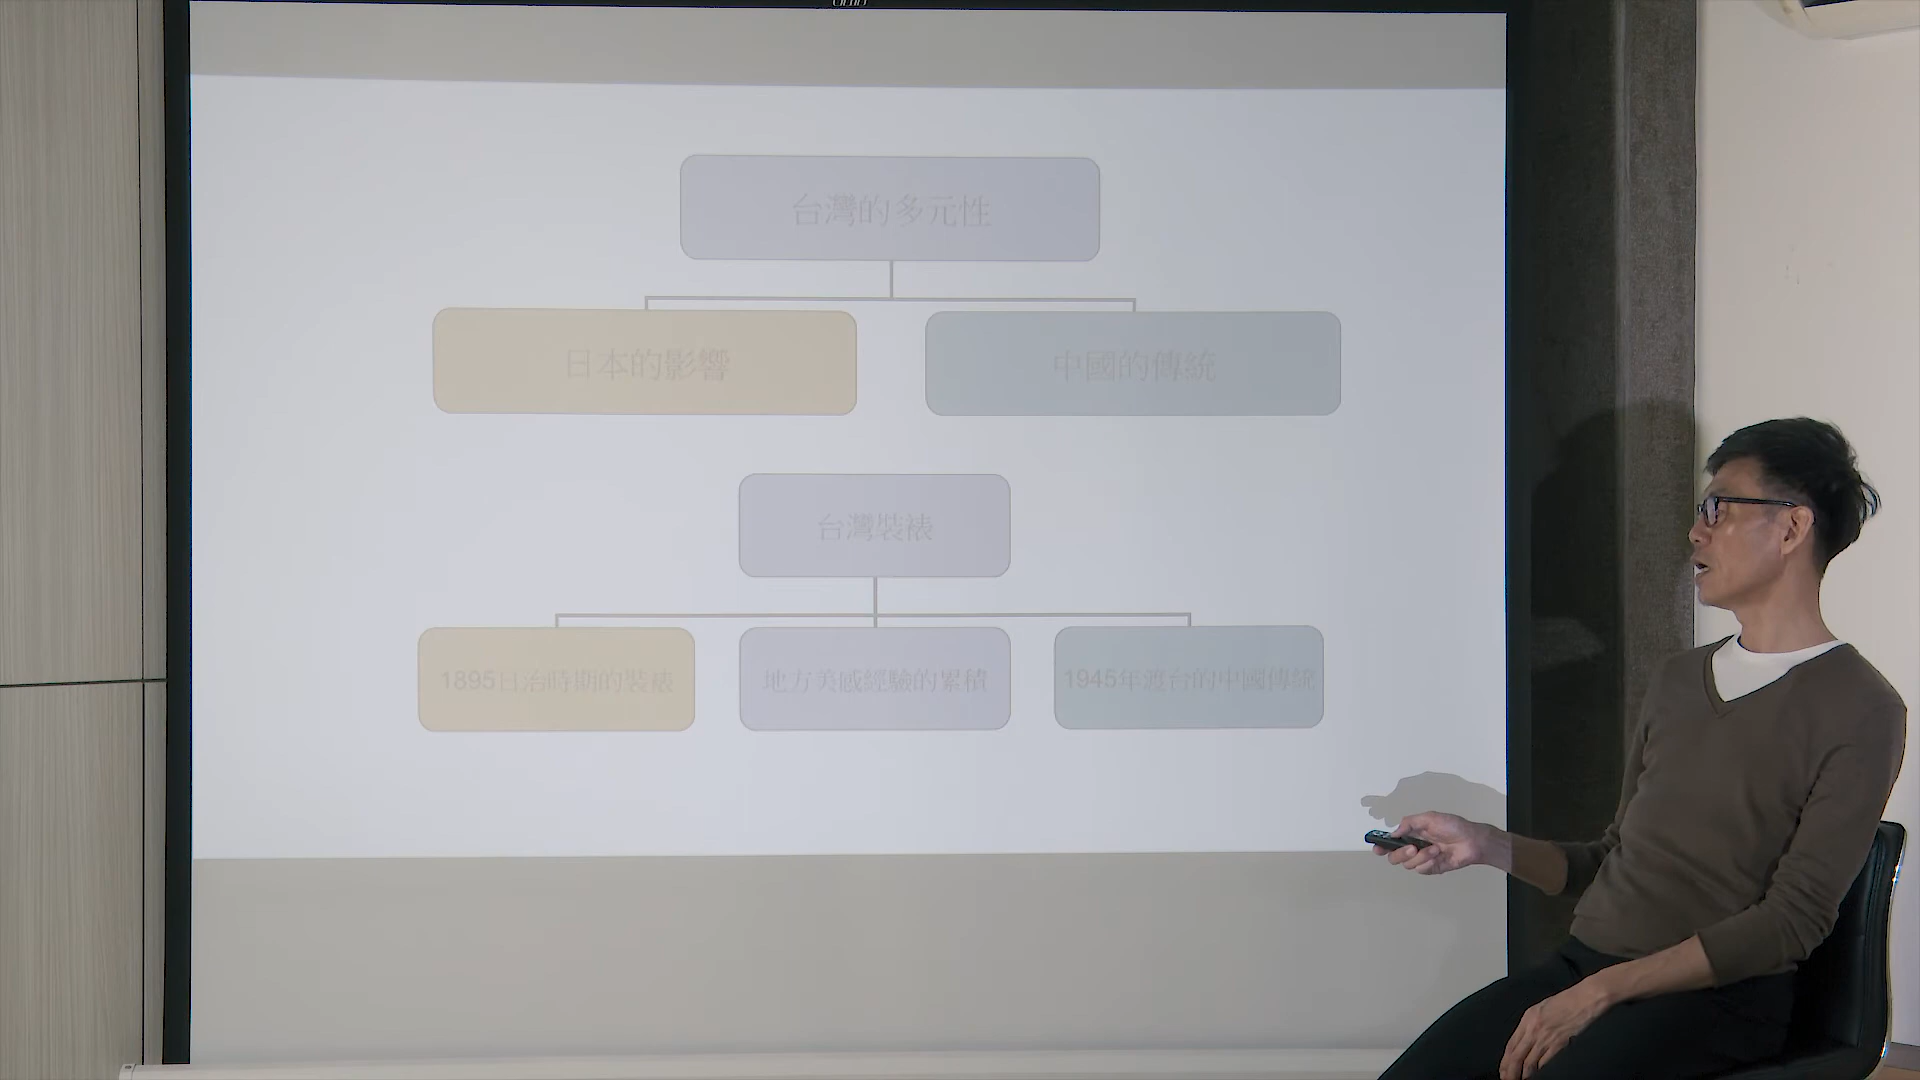 台灣的多元性
日本的影響
中國的傳統
台灣裝裱
1895日治時期的裝裱
地方美感經驗的累積
1945年渡台的中國傳統